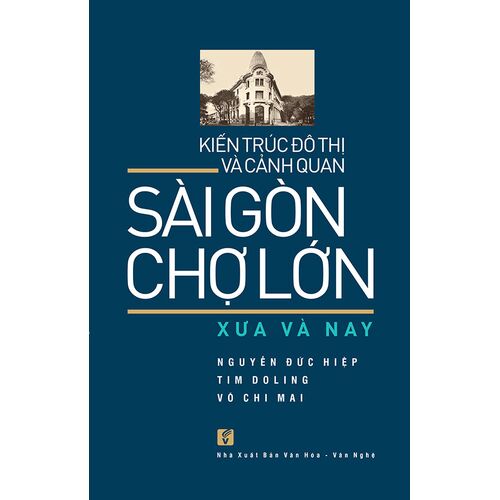 KIẾN TRÚC ĐÔ THỊ
VÀ CẢNH QUAN
SÀI GÒN
CHỢ LỚN
XƯA VÀ NAY
NGUYỄN ĐỨC HIỆP
TIM DOLING
VÕ CHI MAI
V
Nhà Xuất Bản Văn Hóa - Văn Nghệ